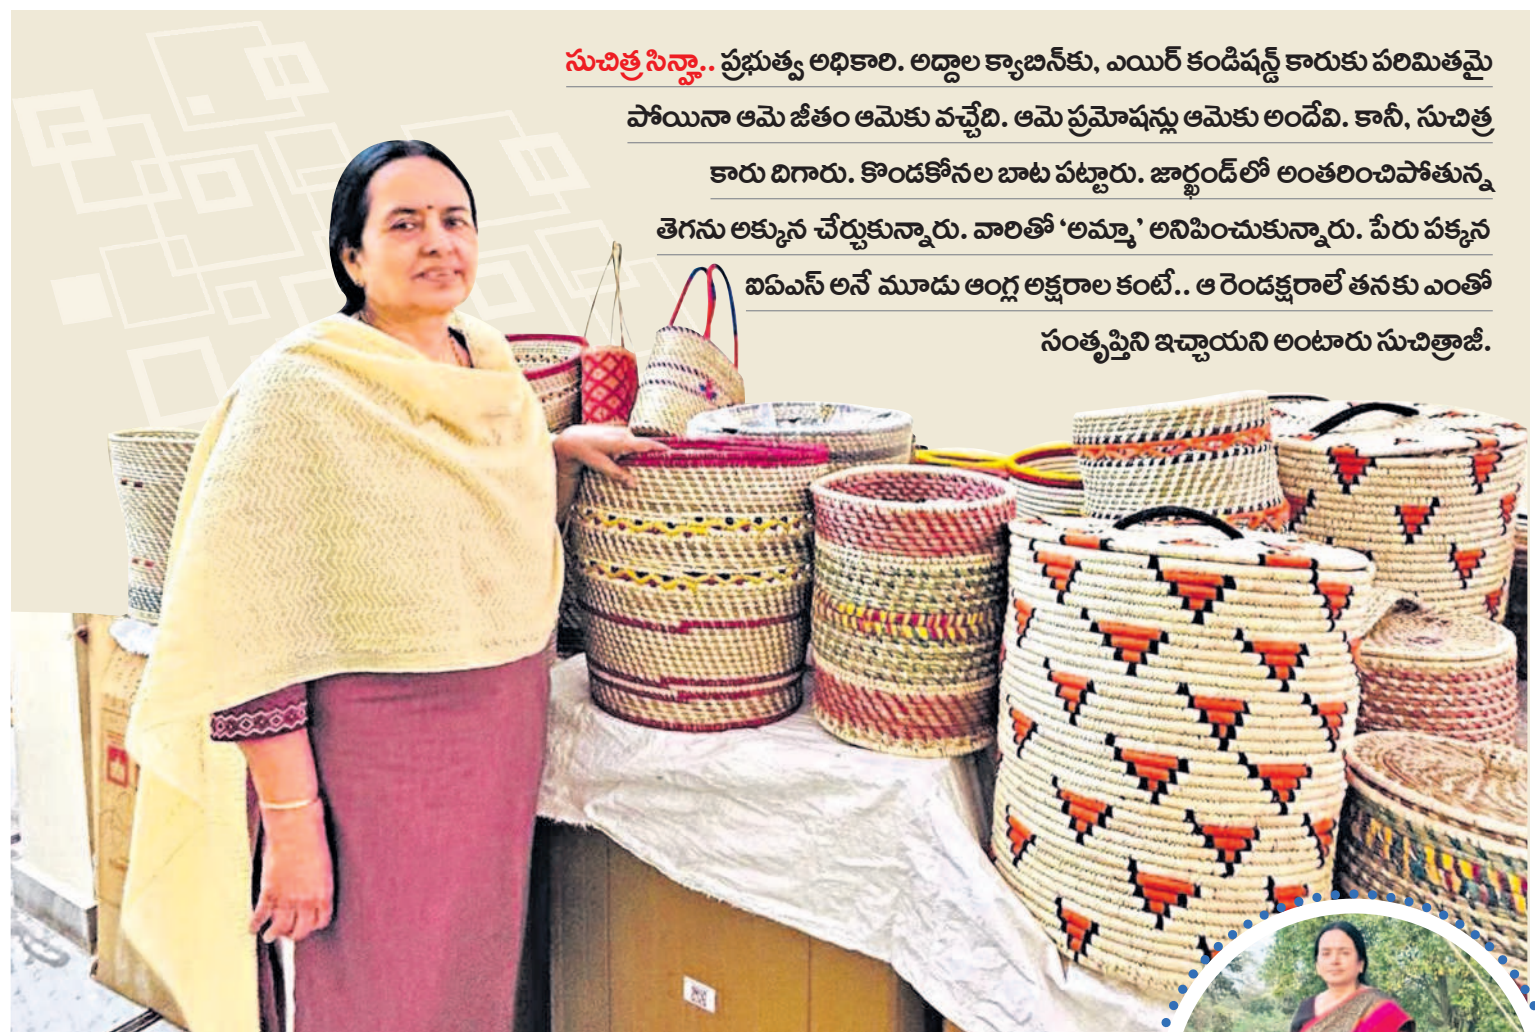 సుచిత్ర సిన్హా.. ప్రభుత్వ అధికారి. అద్దాల క్యాబిన్‌కు, ఎయిర్ కండిషన్డ్ కారుకు పరిమితమై
పోయినా ఆమె జీతం ఆమెకు వచ్చేది. ఆమె ప్రమోషన్లు ఆమెకు అందేవి. కానీ, సుచిత్ర
కారు దిగారు. కొండకోనల బాట పట్టారు. జార్ఖండ్‌లో అంతరించిపోతున్న
తెగను అక్కున చేర్చుకున్నారు. వారితో ‘అమ్మా’ అనిపించుకున్నారు. పేరు పక్కన
ఐఏఎస్ అనే మూడు ఆంగ్ల అక్షరాల కంటే.. ఆ రెండక్షరాలే తనకు ఎంతో
సంతృప్తిని ఇచ్చాయని అంటారు సుచిత్రాజీ.